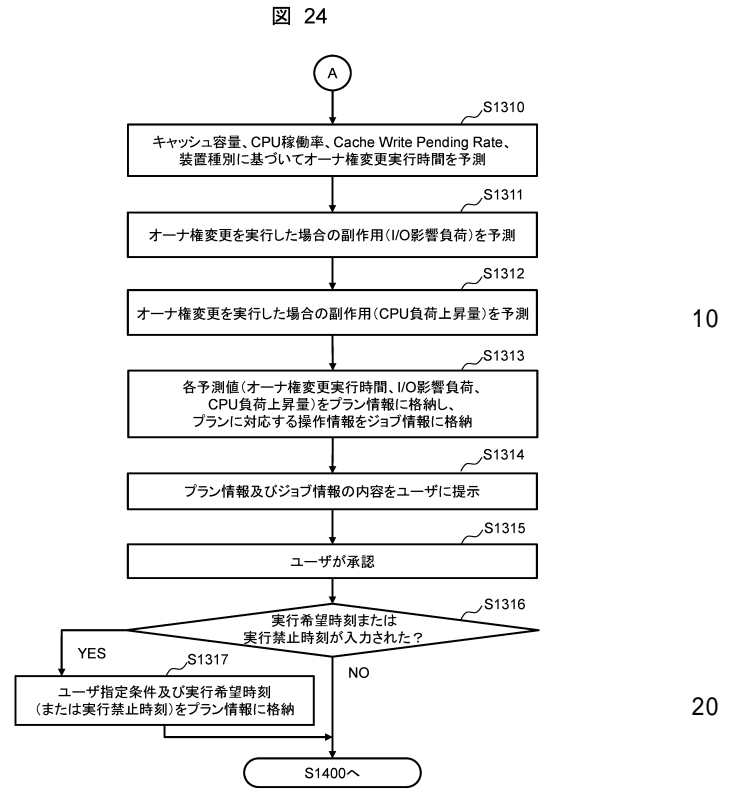 図 24
A
S1310
キャッシュ容量、CPU稼働率、Cache Write Pending Rate、
装置種別に基づいてオーナ権変更実行時間を予測
S1311
オーナ権変更を実行した場合の副作用(I/O影響負荷)を予測
S1312
オーナ権変更を実行した場合の副作用(CPU負荷上昇量)を予測
10
S1313
各予測値(オーナ権変更実行時間、I/O影響負荷、
CPU負荷上昇量)をプラン情報に格納し、
プランに対応する操作情報をジョブ情報に格納
S1314
プラン情報及びジョブ情報の内容をユーザに提示
S1315
ユーザが承認
S1316
実行希望時刻または
実行禁止時刻が入力された?
YES
NO
S1317
ユーザ指定条件及び実行希望時刻
(または実行禁止時刻)をプラン情報に格納
20
S1400へ